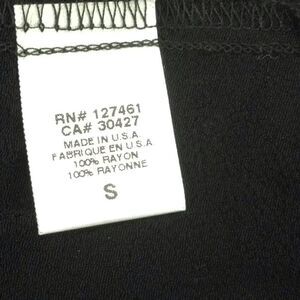 RN# 127461
CA# 30427
MADE IN U.S.A.
FABRIQUE EN U.S.A
100% RAYON
100% RAYONNE
S